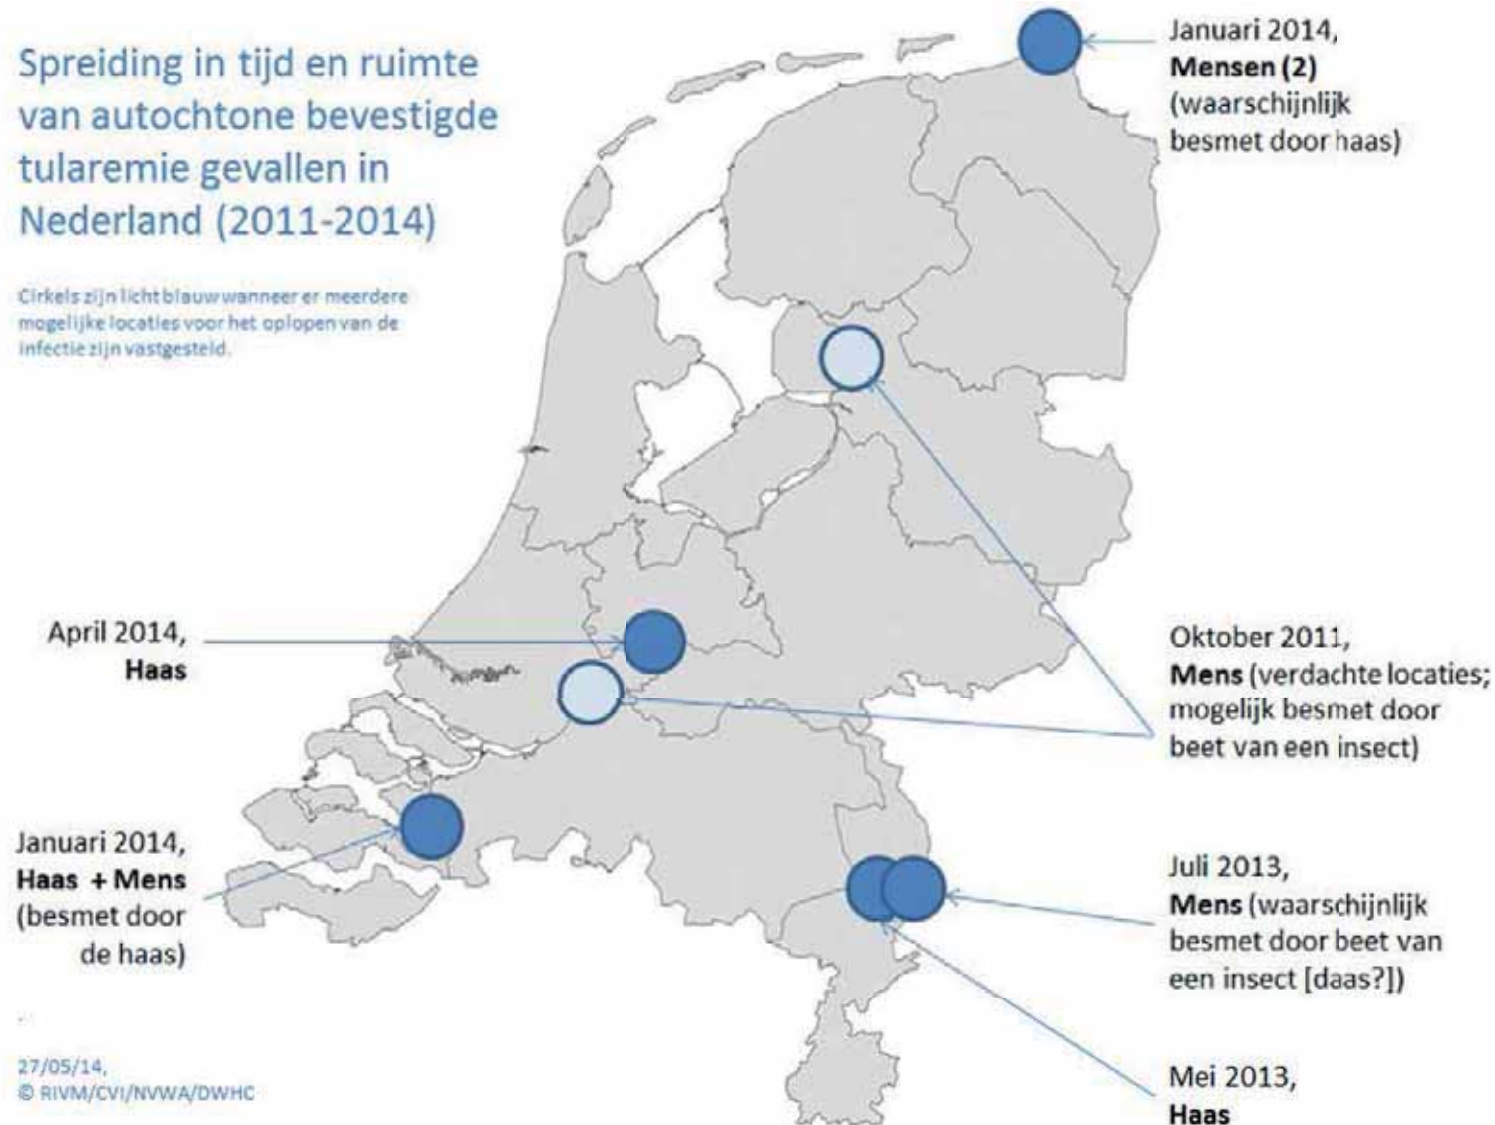 Spreiding in tijd en ruimte
van autochtone bevestigde
tularemie gevallen in
Nederland (2011-2014)
Cirkels zijn licht blauw wanneer er meerdere
mogelijke locaties voor het oplopen van de
infectie zijn vastgesteld.
Januari 2014,
Mensen (2)
(waarschijnlijk
besmet door haas)
April 2014,
Haas
Oktober 2011,
Mens (verdachte locaties;
mogelijk besmet door
beet van een insect)
Januari 2014,
Haas + Mens
(besmet door
de haas)
Juli 2013,
Mens (waarschijnlijk
besmet door beet van
een insect [daas?])
Mei 2013,
Haas
27/05/14,
© RIVM/CVI/NVWA/DWHC